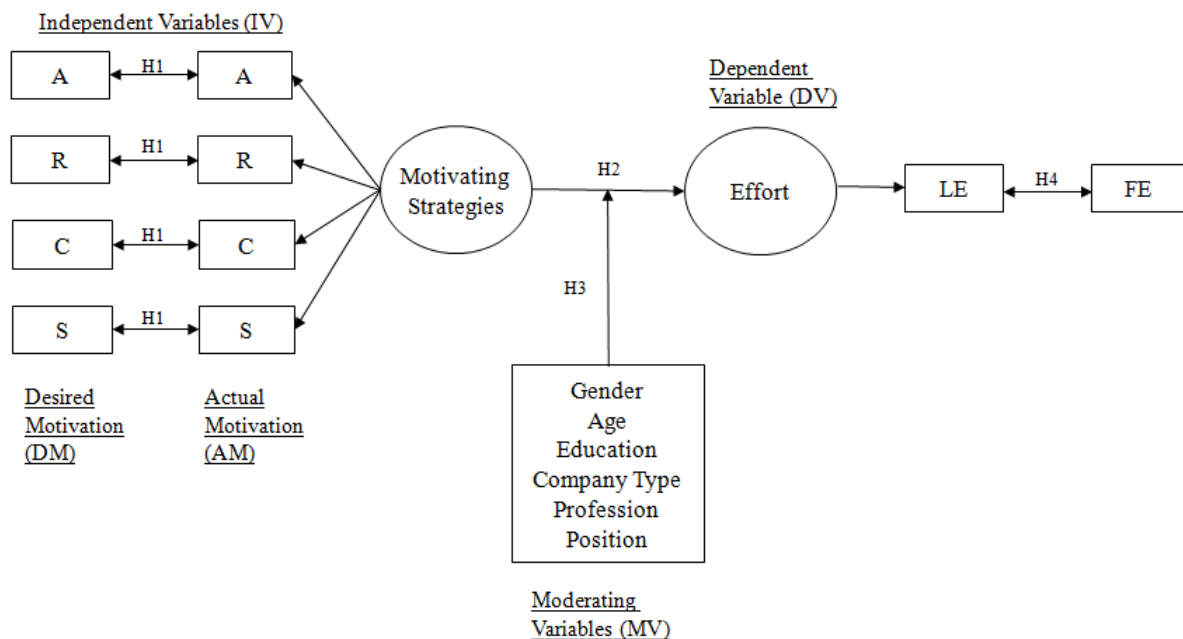 Independent Variables (IV)
A
H1
A
R
H1
R
C
H1
C
S
H1
S
Desired
Motivation
(DM)
Actual
Motivation
(AM)
Motivating
Strategies
H2
H3
Gender
Age
Education
Company Type
Profession
Position
Moderating
Variables (MV)
Dependent
Variable (DV)
Effort
LE
H4
FE